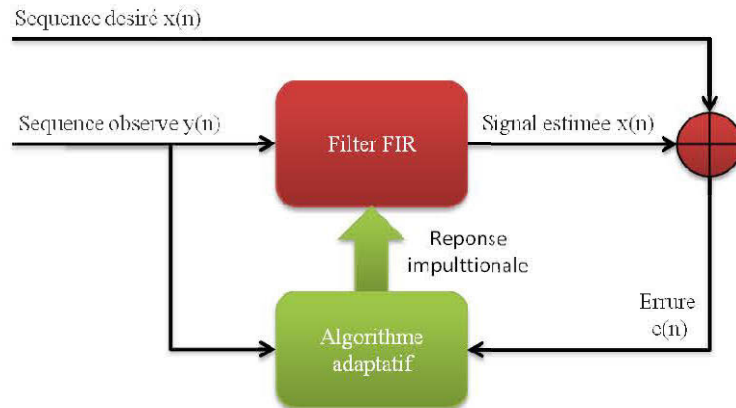 Sequence desiré x(n)
Sequence observe y(n)
Filter FIR
Signal estimée x(n)
Reponse
impulttionale
Errure
e(n)
Algorithme
adaptatif